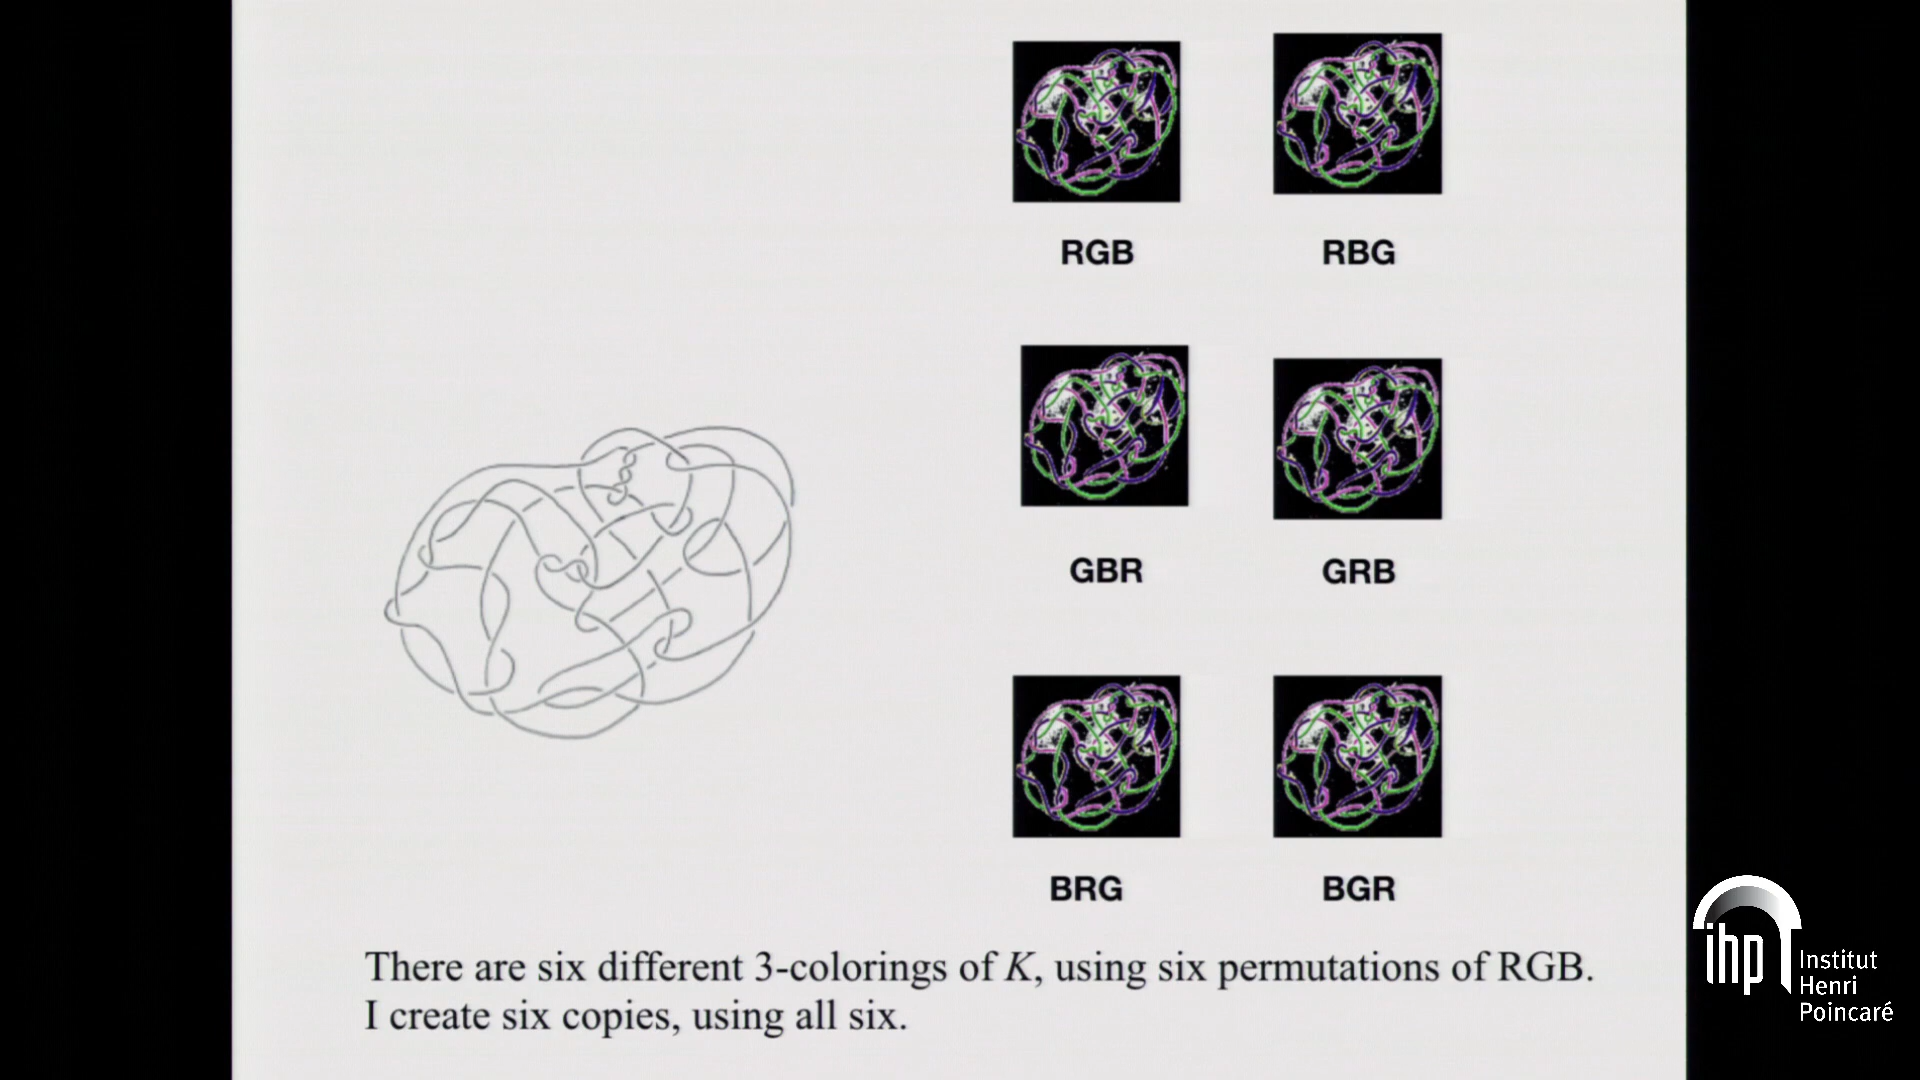 RGB
RBG
GBR
GRB
BRG
BGR
There are six different 3-colorings of K, using six permutations of RGB.
I create six copies, using all six.
ihp
Institut
Henri
Poincaré